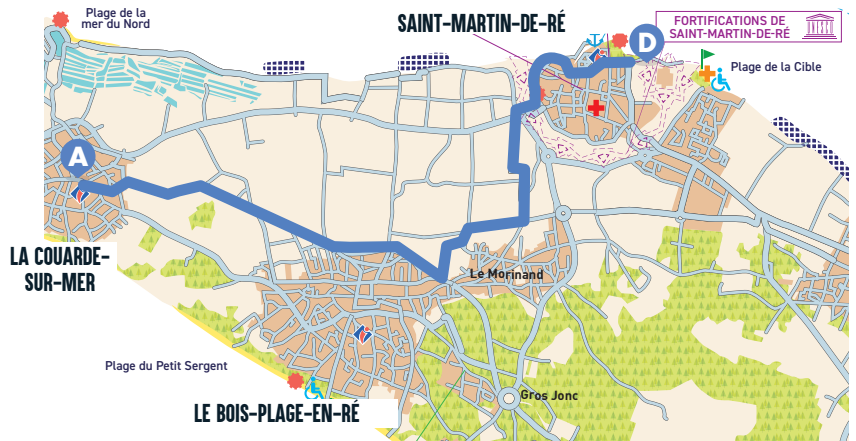 Plage de la
mer du Nord
SAINT-MARTIN-DE-RÉ
D
FORTIFICATIONS DE
SAINT-MARTIN-DE-RÉ
Plage de la Cible
A
LA COUARDE-
SUR-MER
Le Morinand
Plage du Petit Sergent
Gros Jonc
LE BOIS-PLAGE-EN-RÉ